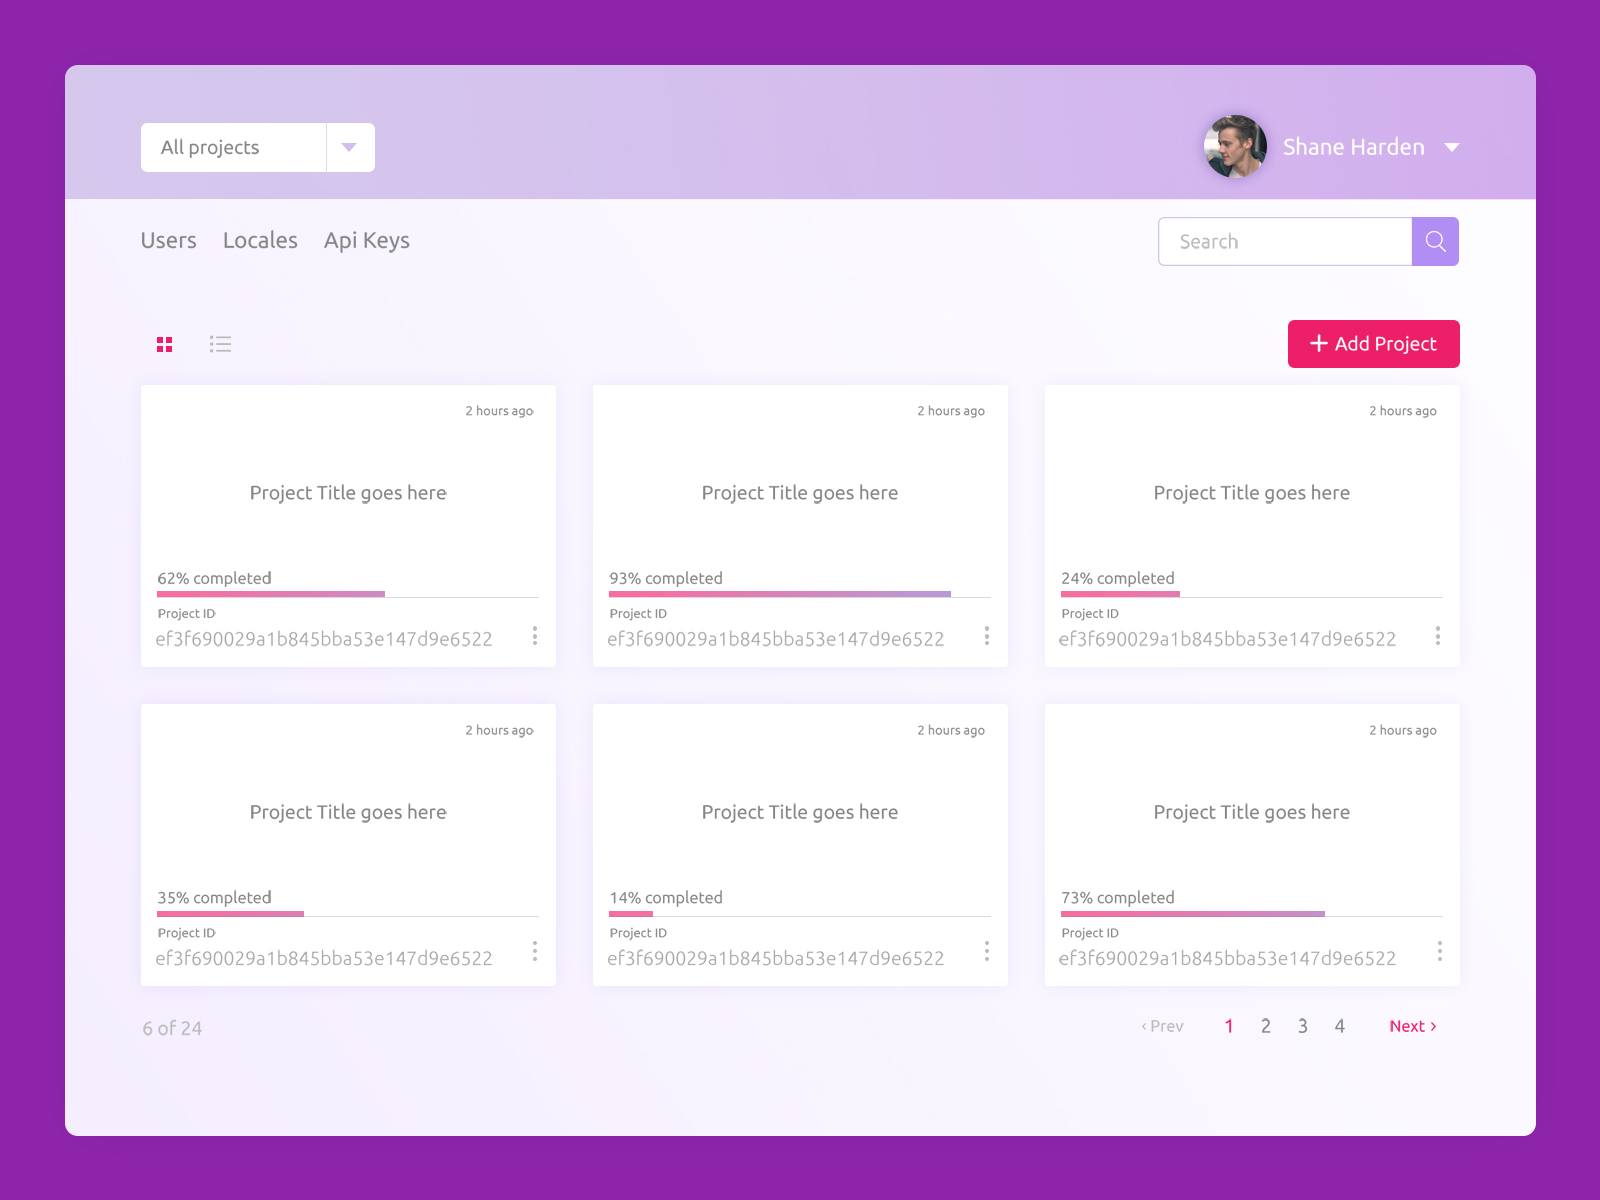 All projects
Shane Harden
Users Locales Api Keys
Search
+ Add Project
2 hours ago
Project Title goes here
62% completed
Project ID
ef3f690029a1b845bba53e147d9e6522
2 hours ago
Project Title goes here
93% completed
Project ID
ef3f690029a1b845bba53e147d9e6522
2 hours ago
Project Title goes here
24% completed
Project ID
ef3f690029a1b845bba53e147d9e6522
2 hours ago
Project Title goes here
35% completed
Project ID
ef3f690029a1b845bba53e147d9e6522
2 hours ago
Project Title goes here
14% completed
Project ID
ef3f690029a1b845bba53e147d9e6522
2 hours ago
Project Title goes here
73% completed
Project ID
ef3f690029a1b845bba53e147d9e6522
6 of 24
‹ Prev 1 2 3 4 Next ›